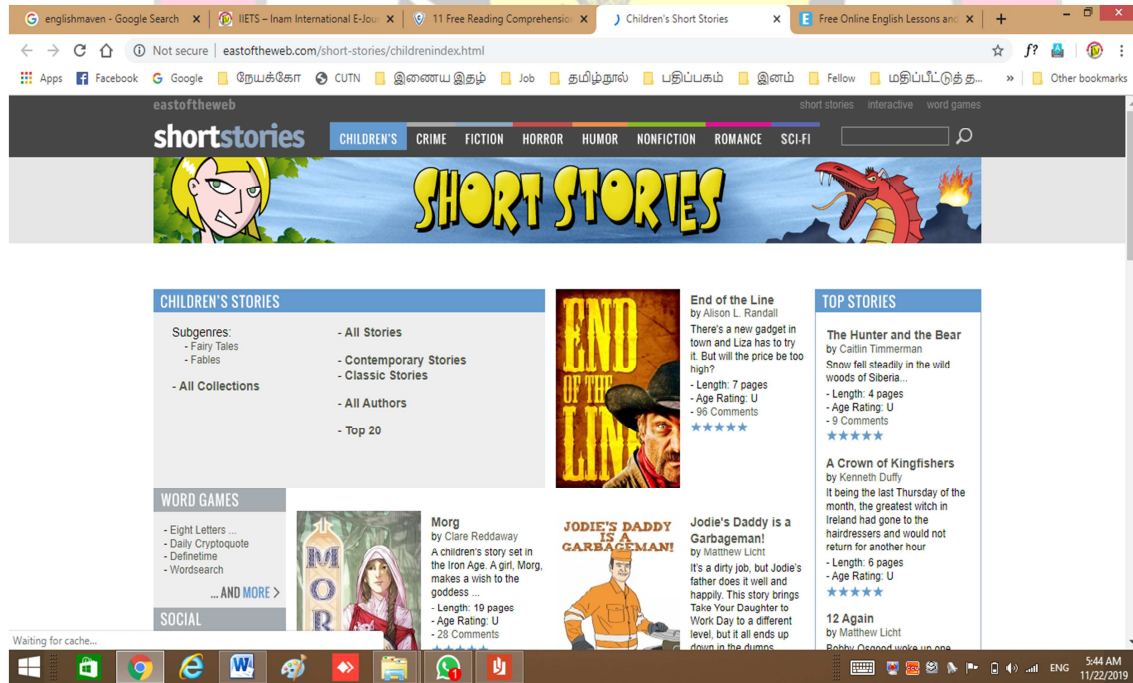 englishmaven - Google Search
IIETS – Inam International E-Jou
11 Free Reading Comprehension
Children's Short Stories
Free Online English Lessons and
Not secure | eastoftheweb.com/short-stories/childrenindex.html
Apps Facebook Google நேயக்கோ CUTN இணைய இதழ் Job தமிழ்நூல் பதிப்பகம் இனம் Fellow மதிப்பீட்டுத் த... » Other bookmarks
eastoftheweb
short stories interactive word games
shortstories
CHILDREN'S CRIME FICTION HORROR HUMOR NONFICTION ROMANCE SCI-FI
SHORT STORIES
CHILDREN'S STORIES
Subgenres:
- Fairy Tales
- Fables
- All Collections
- All Stories
- Contemporary Stories
- Classic Stories
- All Authors
- Top 20
END
OF THE
LINE
End of the Line
by Alison L. Randall
There's a new gadget in
town and Liza has to try
it. But will the price be too
high?
- Length: 7 pages
- Age Rating: U
- 96 Comments
TOP STORIES
The Hunter and the Bear
by Caitlin Timmerman
Snow fell steadily in the wild
woods of Siberia...
- Length: 4 pages
- Age Rating: U
- 9 Comments
A Crown of Kingfishers
by Kenneth Duffy
It being the last Thursday of the
month, the greatest witch in
Ireland had gone to the
hairdressers and would not
return for another hour
- Length: 6 pages
- Age Rating: U
12 Again
by Matthew Licht
Bobby Osgood woke up one
WORD GAMES
- Eight Letters ...
- Daily Cryptoquote
- Definetime
- Wordsearch
... AND MORE >
SOCIAL
MOR
Morg
by Clare Reddaway
A children's story set in
the Iron Age. A girl, Morg,
makes a wish to the
goddess ...
- Length: 19 pages
- Age Rating: U
- 28 Comments
JODIE'S DADDY
IS A
GARBAGEMAN!
Jodie's Daddy is a
Garbageman!
by Matthew Licht
It's a dirty job, but Jodie's
father does it well and
happily. This story brings
Take Your Daughter to
Work Day to a different
level, but it all ends up
down in the dumps
Waiting for cache...
ENG
5:44 AM
11/22/2019